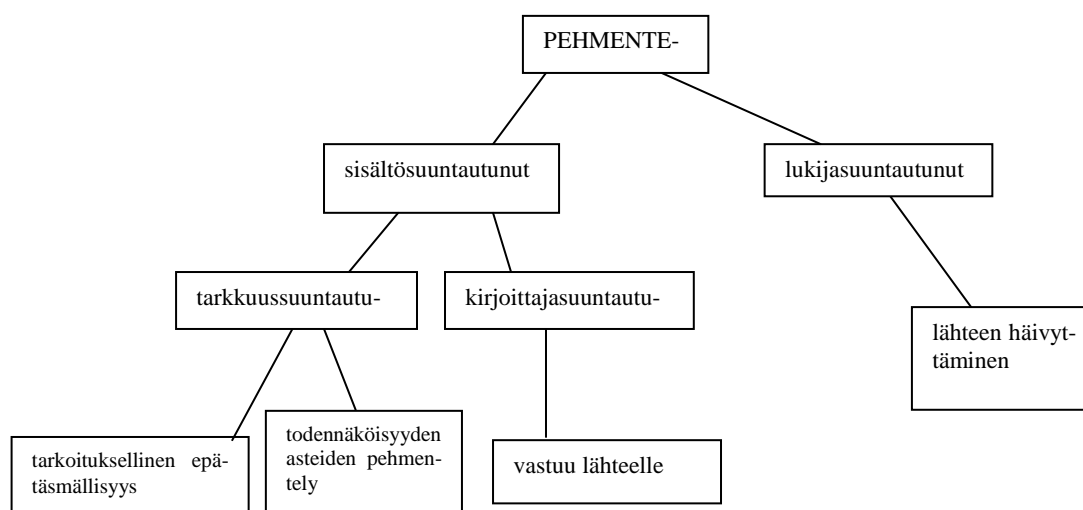 PEHMENTE-
sisältösuuntautunut
lukijasuuntautunut
tarkkuussuuntautu-
kirjoittajasuuntautu-
lähteen häivyt-
täminen
tarkoituksellinen epä-
täsmällisyys
todennäköisyyden
asteiden pehmen-
tely
vastuu lähteelle